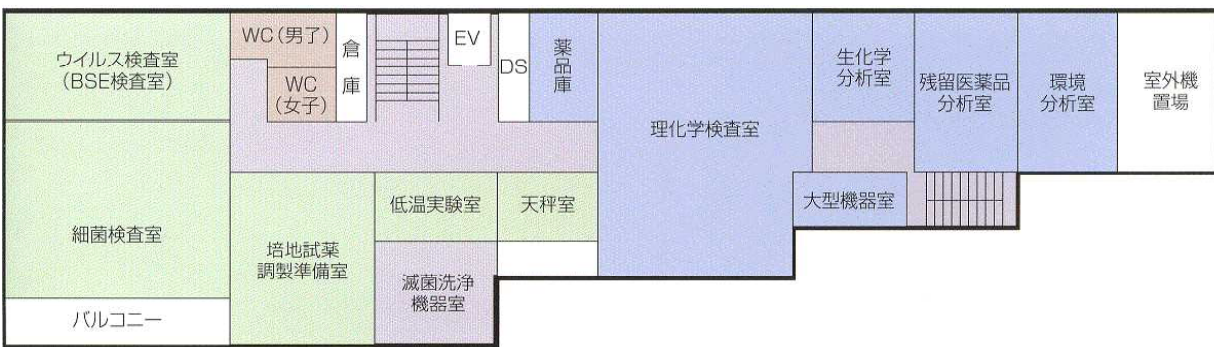 ウイルス検査室
(BSE検査室)
WC(男了)
WC
(女子)
倉
庫
EV
DS
薬
品
庫
理化学検査室
生化学
分析室
残留医薬品
分析室
環境
分析室
室外機
置場
細菌検査室
培地試薬
調製準備室
低温実験室
天秤室
大型機器室
滅菌洗浄
機器室
バルコニー